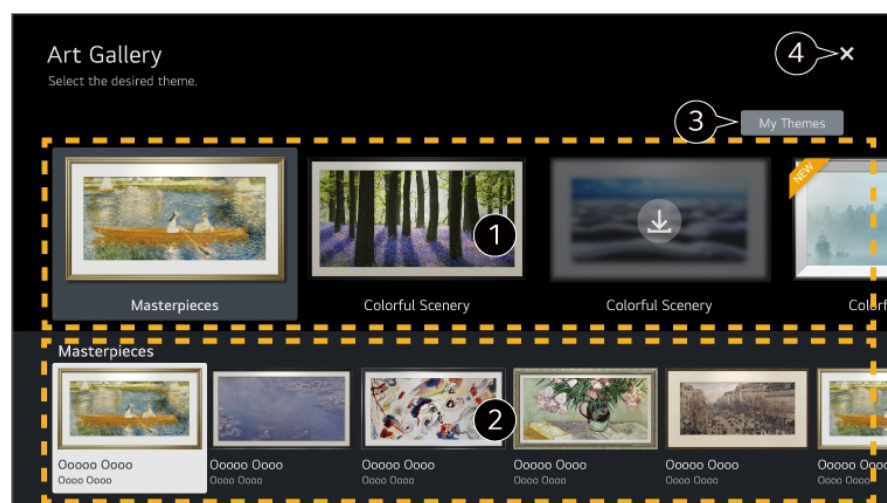 Art Gallery
Select the desired theme.
4
3
My Themes
NEW
1
Masterpieces
Colorful Scenery
Colorful Scenery
Masterpieces
2
Ooooo Oooo
Ooooo Oooo
Ooooo Oooo
Ooooo Oooo
Ooooo Oooo
Oooo Oooo
Oooo Oooo
Oooo Oooo
Oooo Oooo
Oooo Oooo